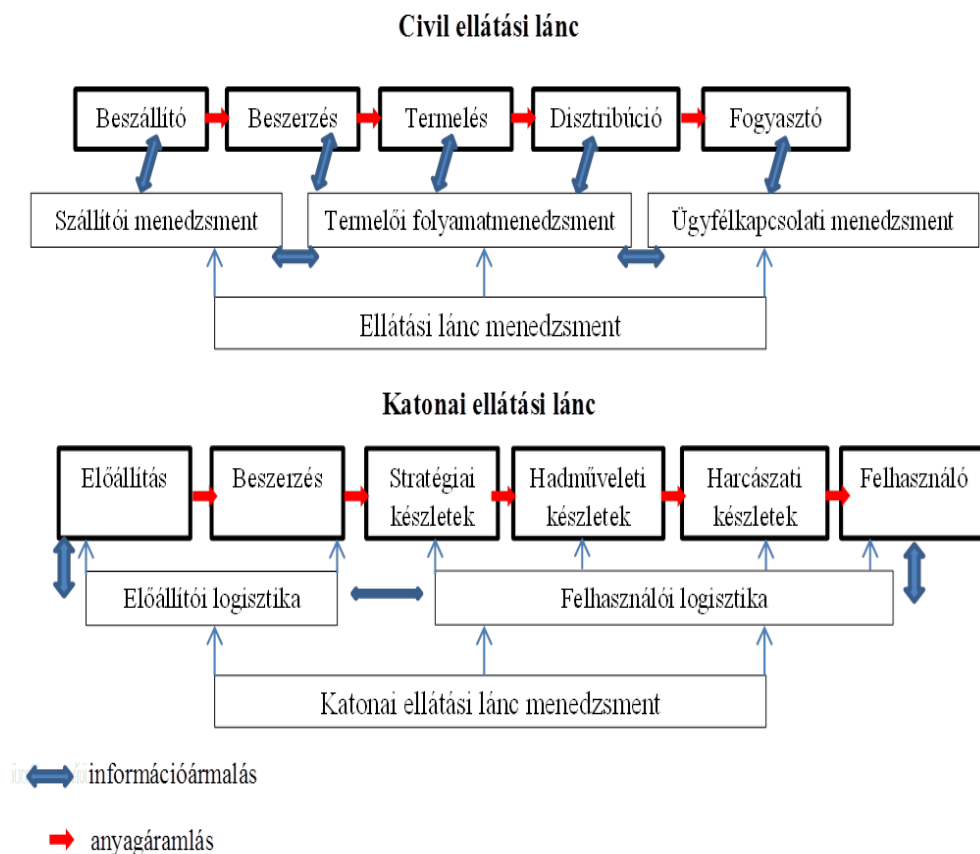 Civil ellátási lánc
Beszállító Beszerzés Termelés Disztribúció Fogyasztó
Szállítói menedzsment Termelői folyamatmenedzsment Ügyfélkapcsolati menedzsment
Ellátási lánc menedzsment
Katonai ellátási lánc
Előállítás Beszerzés Stratégiai készletek Hadműveleti készletek Harcászati készletek Felhasználó
Előállítói logisztika Felhasználói logisztika
Katonai ellátási lánc menedzsment
információármalás
anyagáramlás